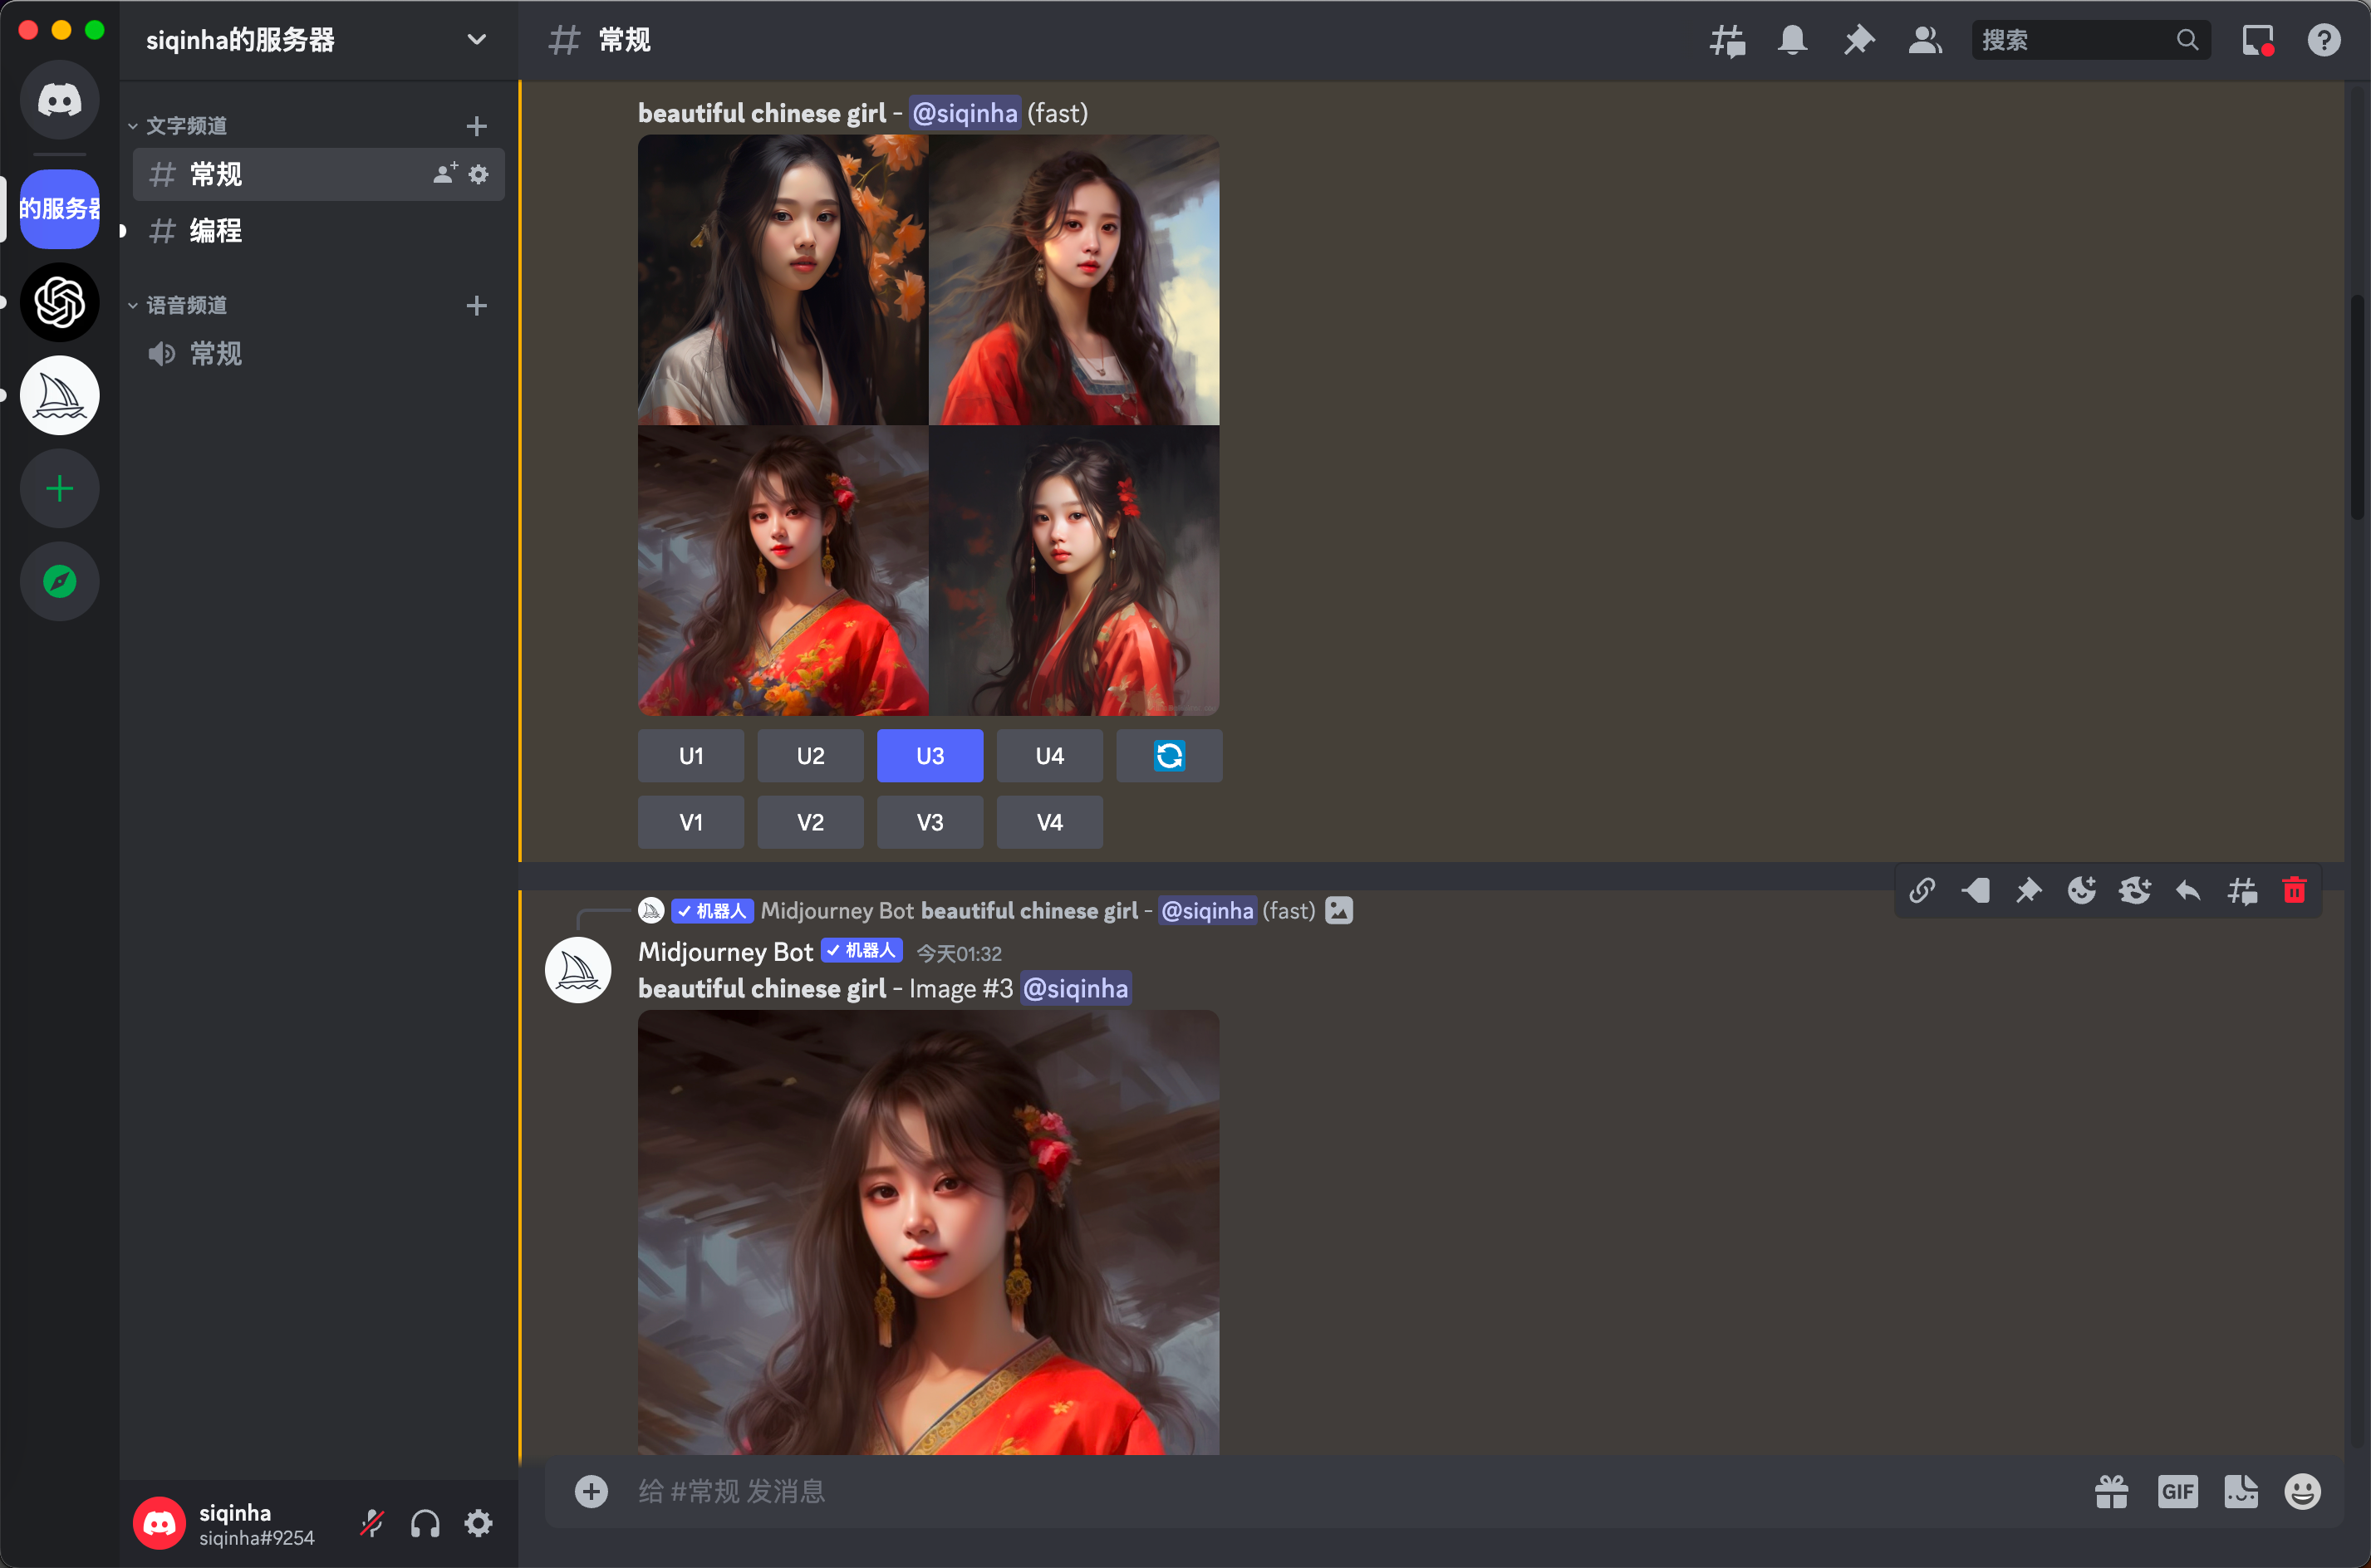 siqinha的服务器
的服务器
文字频道
常规
编程
语音频道
常规
siqinha
siqinha#9254
常规
搜索
beautiful chinese girl - @siqinha (fast)
U1 U2 U3 U4
V1 V2 V3 V4
机器人 Midjourney Bot beautiful chinese girl - @siqinha (fast)
Midjourney Bot 机器人 今天01:32
beautiful chinese girl - Image #3 @siqinha
给 #常规 发消息
GIF